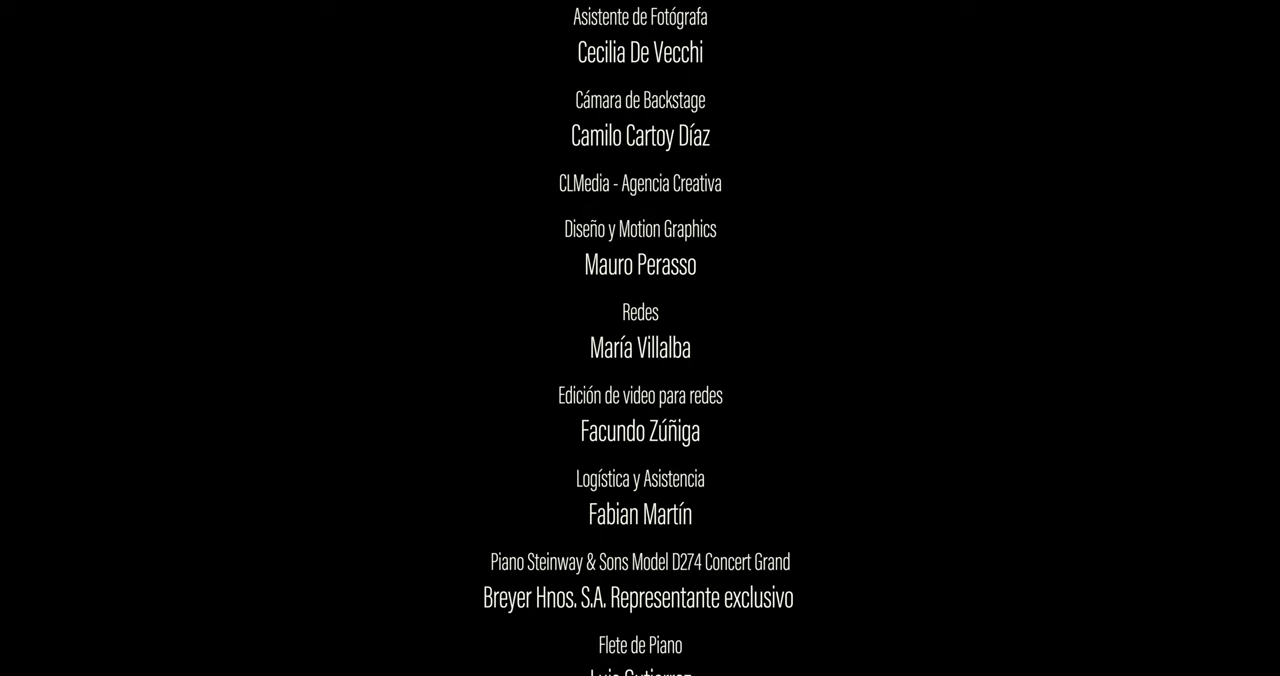 Asistente de Fotógrafa
Cecilia De Vecchi
Cámara de Backstage
Camilo Cartoy Díaz
CLMedia - Agencia Creativa
Diseño y Motion Graphics
Mauro Perasso
Redes
María Villalba
Edición de video para redes
Facundo Zúñiga
Logística y Asistencia
Fabian Martín
Piano Steinway & Sons Model D274 Concert Grand
Breyer Hnos. S.A. Representante exclusivo
Flete de Piano